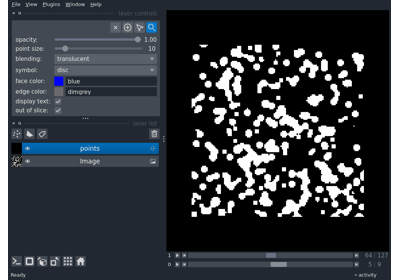 File View Plugins Window Help
layer controls
opacity: 1.00
point size: 10
blending: translucent
symbol: disc
face color: blue
edge color: dimgrey
display text: ✓
out of slice: ✓
layer list
points
Image
1 64 127
0 5 9
Ready activity